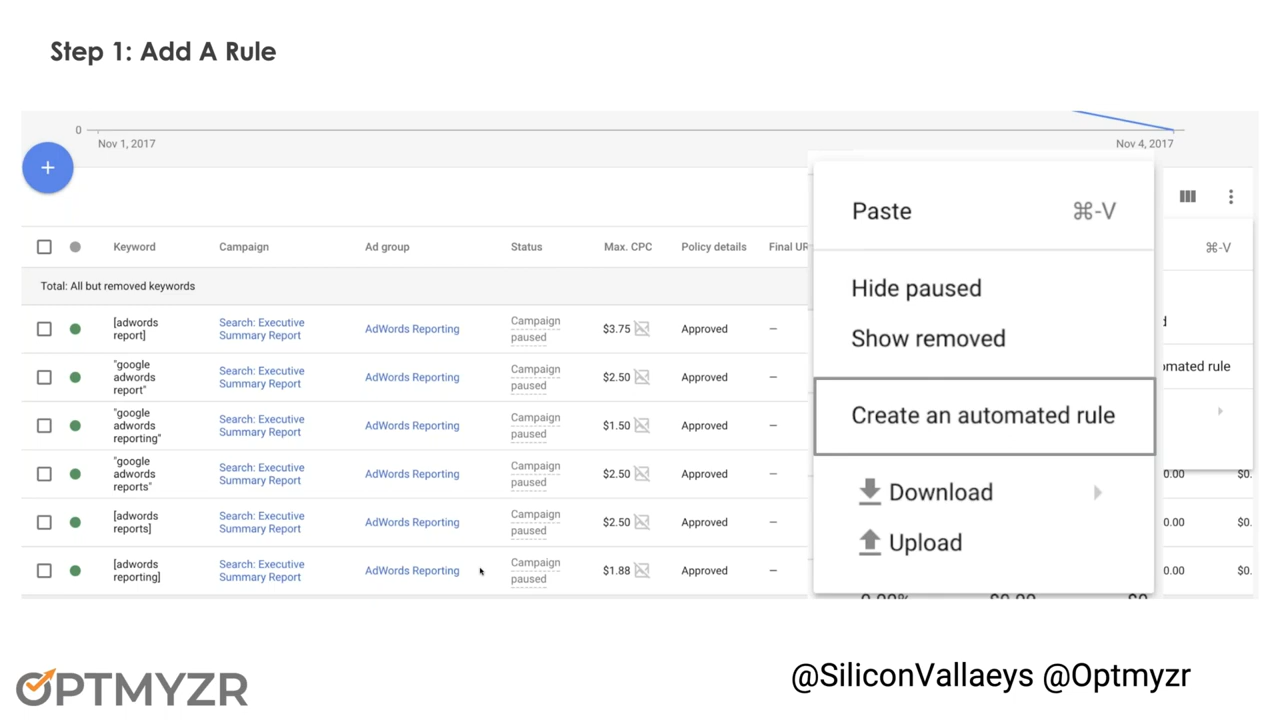 Step 1: Add A Rule
0
Nov 1, 2017
Nov 4, 2017
+
Keyword Campaign Ad group Status Max. CPC Policy details Final UR
Total: All but removed keywords
[adwords report] Search: Executive Summary Report AdWords Reporting Campaign paused $3.75 Approved –
"google adwords report" Search: Executive Summary Report AdWords Reporting Campaign paused $2.50 Approved –
"google adwords reporting" Search: Executive Summary Report AdWords Reporting Campaign paused $1.50 Approved –
"google adwords reports" Search: Executive Summary Report AdWords Reporting Campaign paused $2.50 Approved –
[adwords reports] Search: Executive Summary Report AdWords Reporting Campaign paused $2.50 Approved –
[adwords reporting] Search: Executive Summary Report AdWords Reporting Campaign paused $1.88 Approved –
Paste ⌘-V
Hide paused
Show removed
Create an automated rule
Download
Upload
⌘-V
omated rule
0.00 $0.
0.00 $0.
0.00 $0.
OPTMYZR
@SiliconVallaeys @Optmyzr